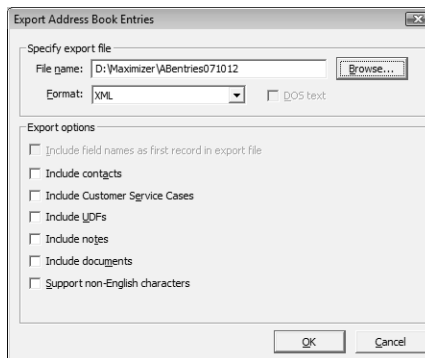 Export Address Book Entries
Specify export file
File name: D:\Maximizer\ABentries071012 Browse...
Format: XML DOS text
Export options
Include field names as first record in export file
Include contacts
Include Customer Service Cases
Include UDFs
Include notes
Include documents
Support non-English characters
OK Cancel